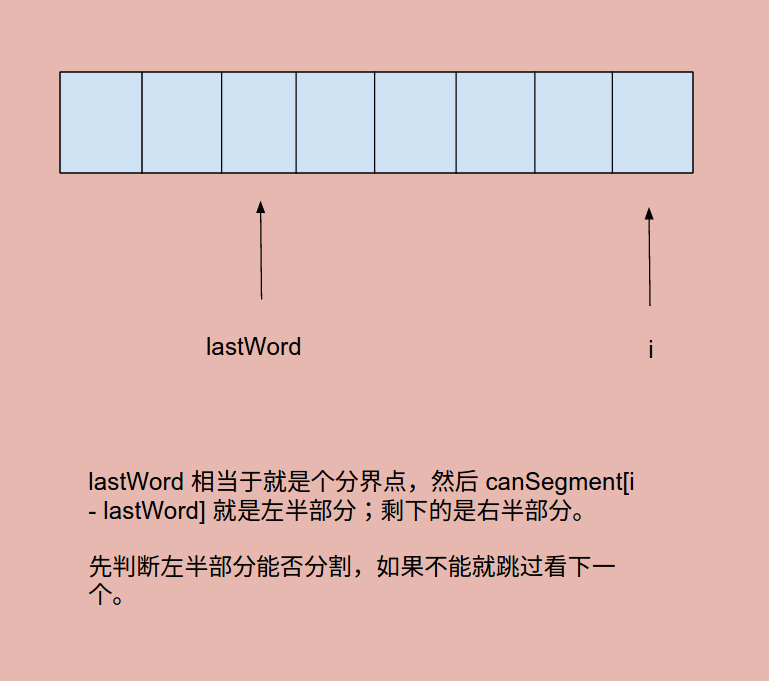 lastWord
i
lastWord 相当于就是个分界点，然后 canSegment[i
- lastWord] 就是左半部分；剩下的是右半部分。
先判断左半部分能否分割，如果不能就跳过看下一
个。